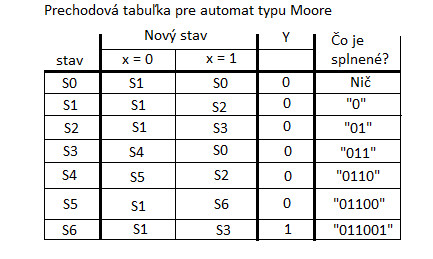 Prechodová tabuľka pre automat typu Moore
Nový stav Y Čo je splnené?
stav x = 0 x = 1
S0 S1 S0 0 Nič
S1 S1 S2 0 "0"
S2 S1 S3 0 "01"
S3 S4 S0 0 "011"
S4 S5 S2 0 "0110"
S5 S1 S6 0 "01100"
S6 S1 S3 1 "011001"